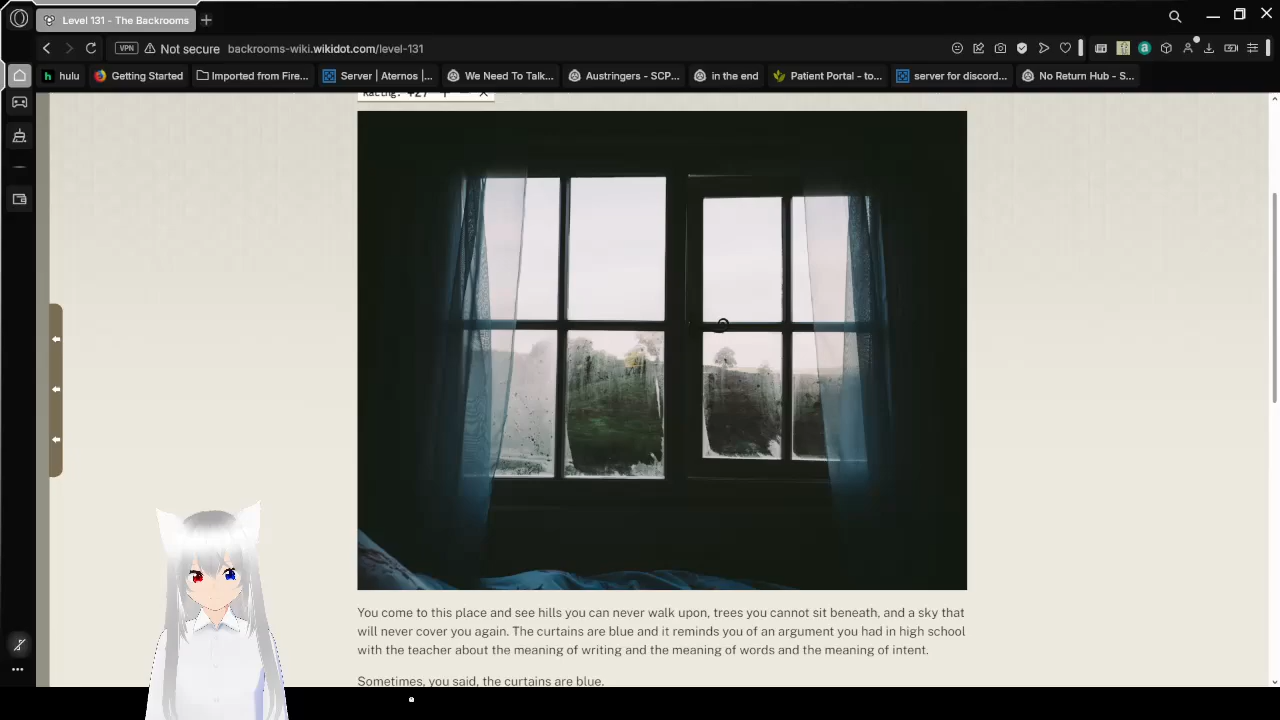 Level 131 - The Backrooms
VPN Not secure backrooms-wiki.wikidot.com/level-131
hulu Getting Started Imported from Fire... Server | Aternos |... We Need To Talk... Austringers - SCP... in the end Patient Portal - to... server for discord... No Return Hub - S...
You come to this place and see hills you can never walk upon, trees you cannot sit beneath, and a sky that
will never cover you again. The curtains are blue and it reminds you of an argument you had in high school
with the teacher about the meaning of writing and the meaning of words and the meaning of intent.
Sometimes, you said, the curtains are blue.